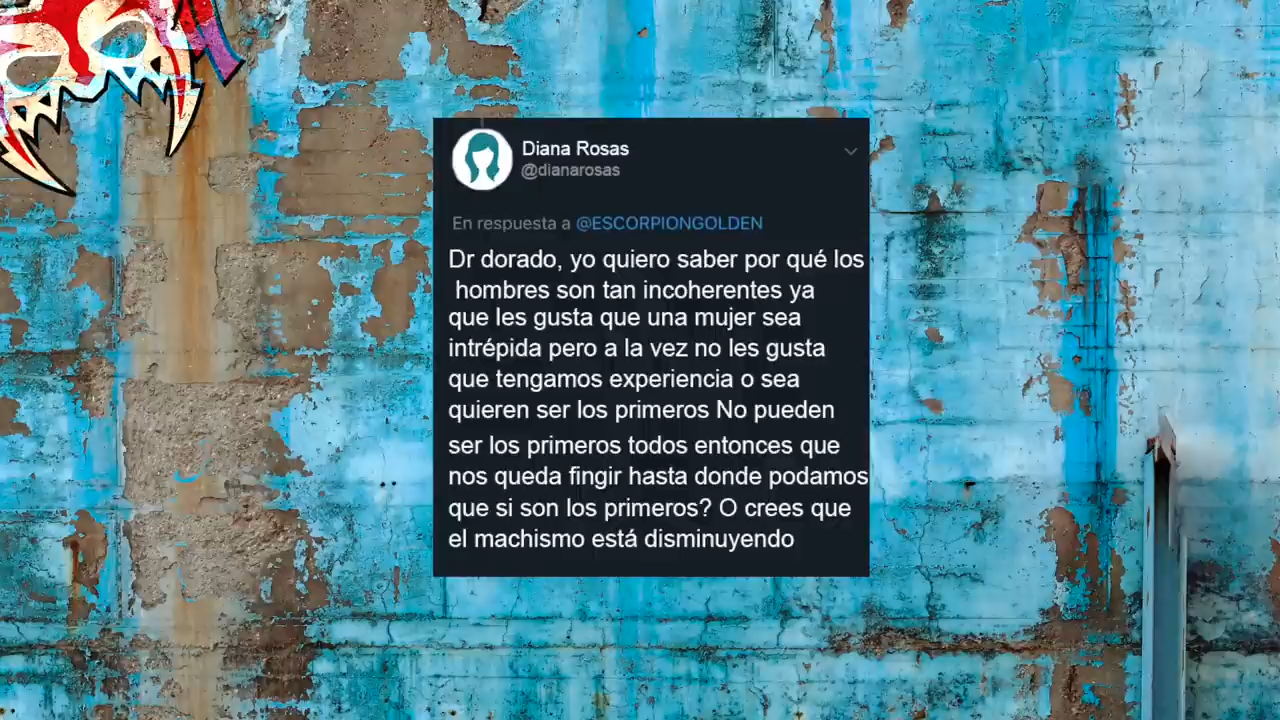 Diana Rosas
@dianarosas
En respuesta a @ESCORPIONGOLDEN
Dr dorado, yo quiero saber por qué los
hombres son tan incoherentes ya
que les gusta que una mujer sea
intrépida pero a la vez no les gusta
que tengamos experiencia o sea
quieren ser los primeros No pueden
ser los primeros todos entonces que
nos queda fingir hasta donde podamos
que si son los primeros? O crees que
el machismo está disminuyendo